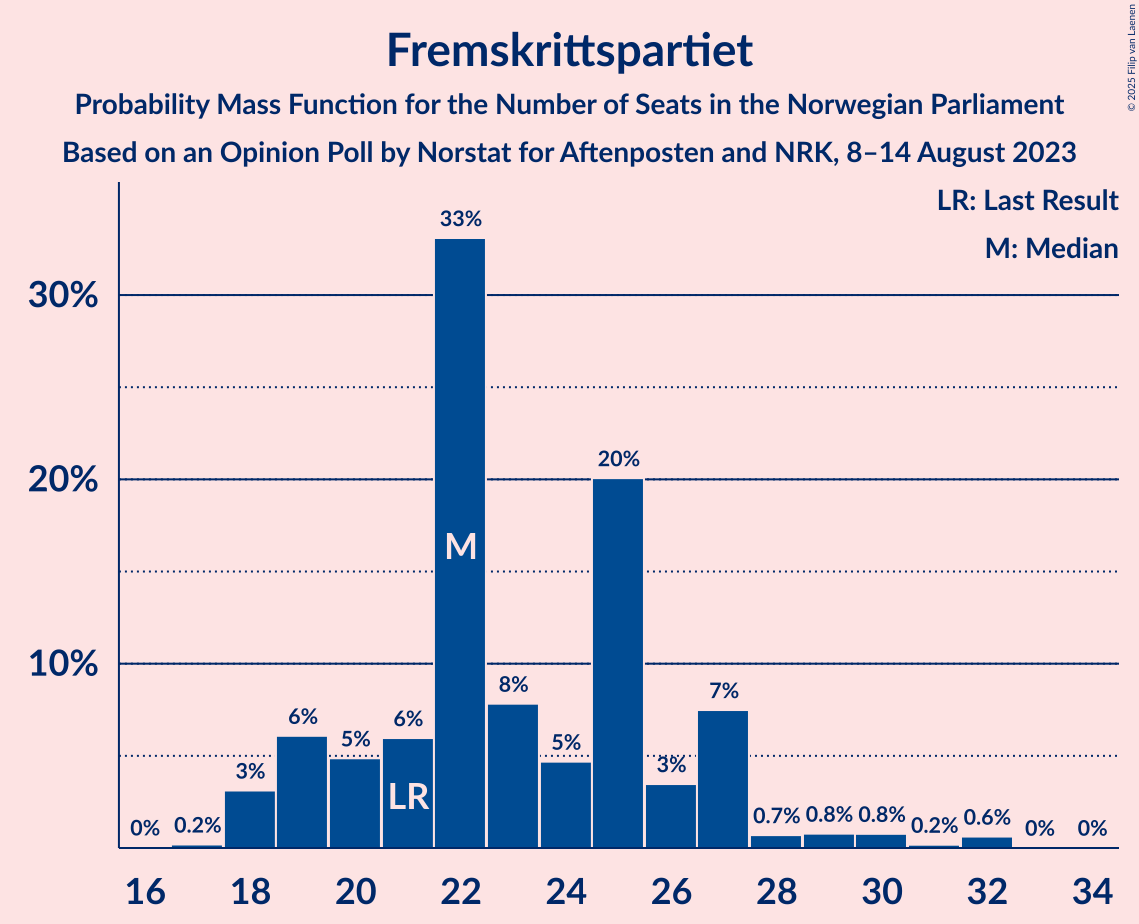 Fremskrittspartiet
Probability Mass Function for the Number of Seats in the Norwegian Parliament
Based on an Opinion Poll by Norstat for Aftenposten and NRK, 8–14 August 2023
© 2025 Filip van Laenen
LR: Last Result
M: Median
30%
20%
10%
0%
0.2%
3%
6%
5%
6%
33%
8%
5%
20%
3%
7%
0.7%
0.8%
0.8%
0.2%
0.6%
0%
0%
LR
M
16 18 20 22 24 26 28 30 32 34